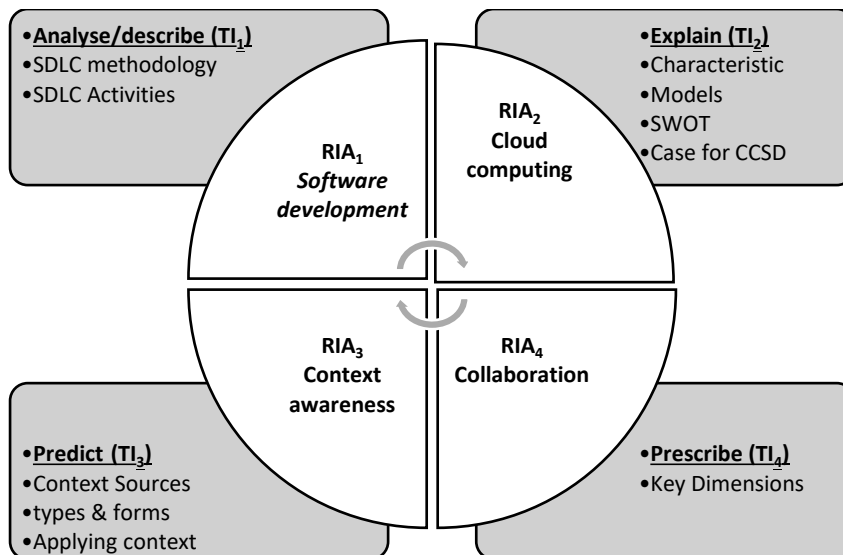 •Analyse/describe (TI₁)
•SDLC methodology
•SDLC Activities
•Explain (TI₂)
•Characteristic
•Models
•SWOT
•Case for CCSD
RIA₁
Software
development
RIA₂
Cloud
computing
RIA₃
Context
awareness
RIA₄
Collaboration
•Predict (TI₃)
•Context Sources
•types & forms
•Applying context
•Prescribe (TI₄)
•Key Dimensions